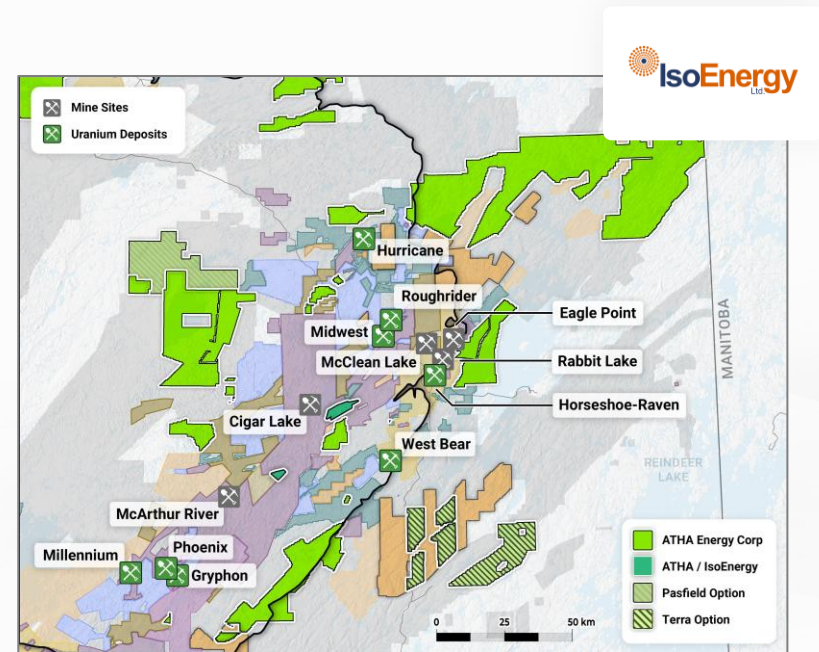 IsoEnergy
Ltd.
Mine Sites
Uranium Deposits
Hurricane
Roughrider
Eagle Point
Midwest
McClean Lake
Rabbit Lake
MANITOBA
Horseshoe-Raven
Cigar Lake
West Bear
REINDEER
LAKE
McArthur River
Millennium
Phoenix
Gryphon
ATHA Energy Corp
ATHA / IsoEnergy
Pasfield Option
Terra Option
0 25 50 km